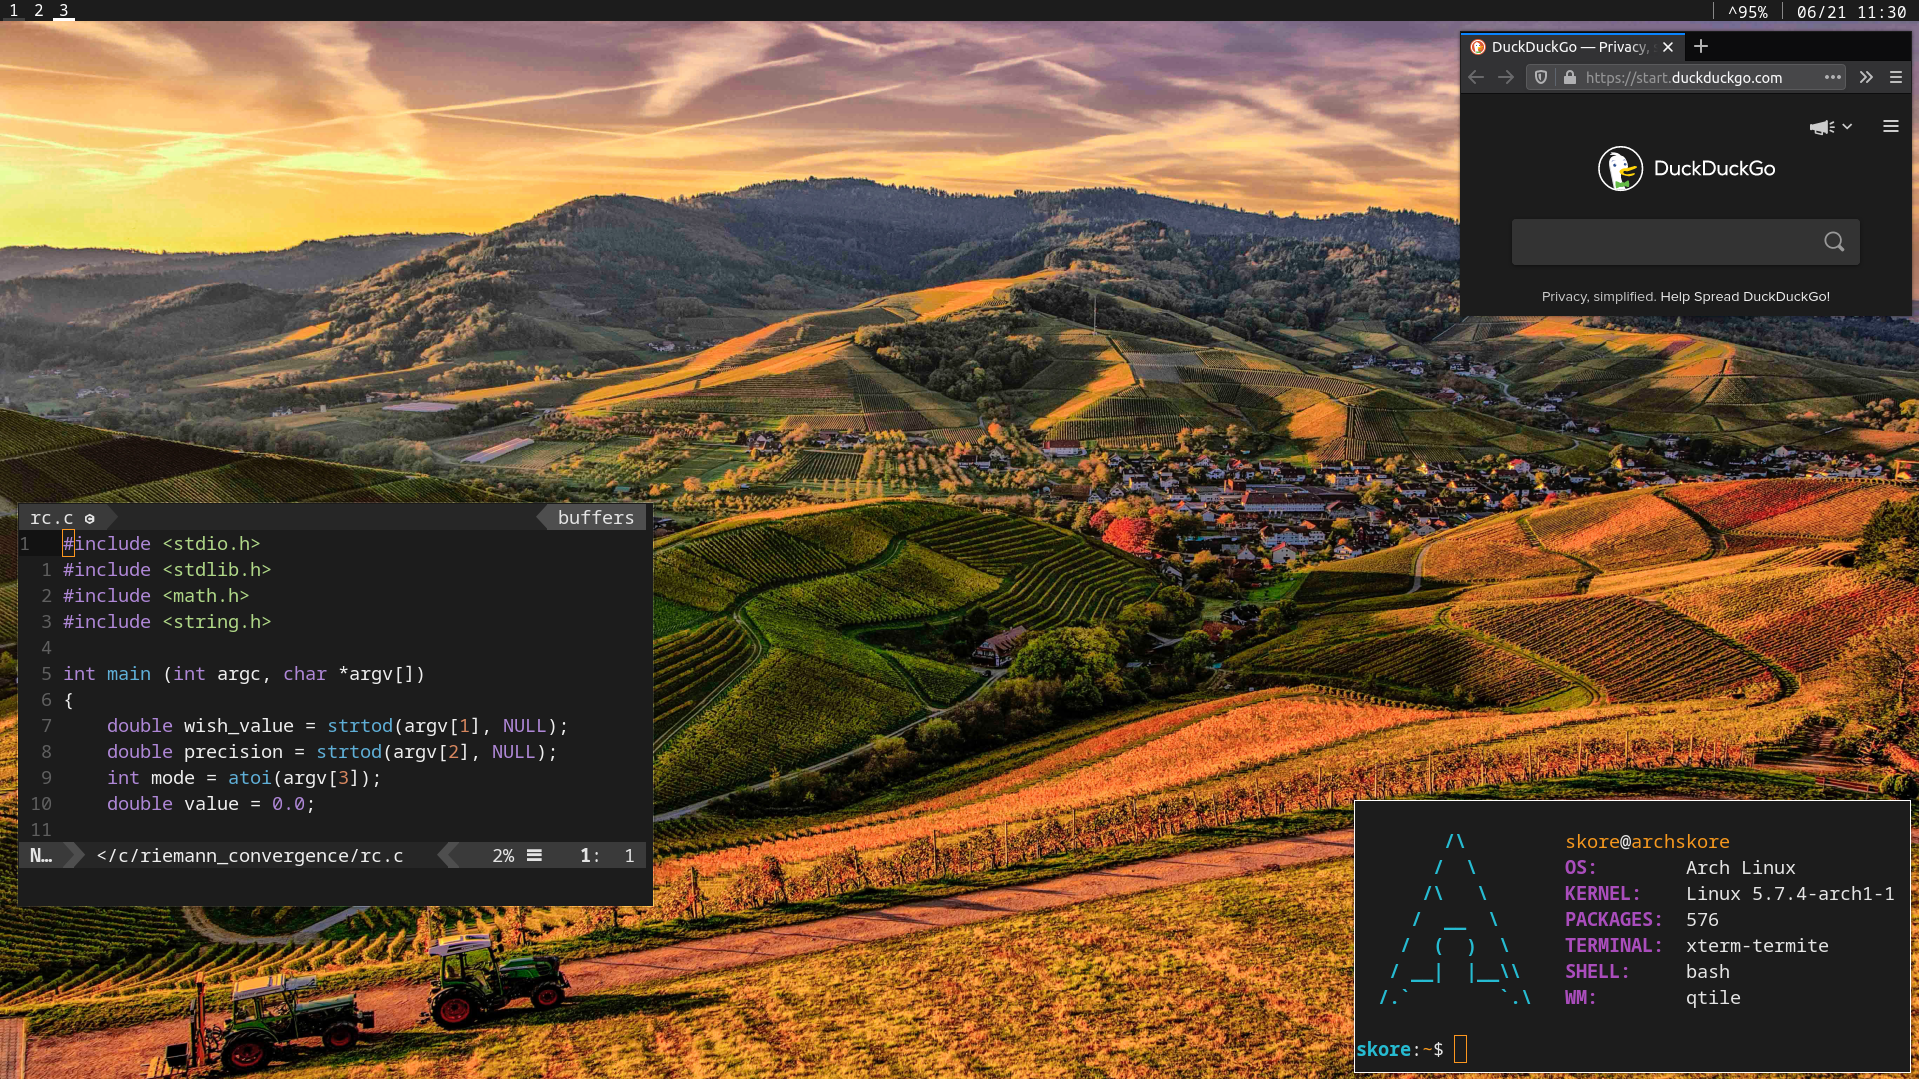 1 2 3
^95% 06/21 11:30
DuckDuckGo — Privacy,
https://start.duckduckgo.com
DuckDuckGo
Privacy, simplified. Help Spread DuckDuckGo!
rc.c buffers
1 #include <stdio.h>
1 #include <stdlib.h>
2 #include <math.h>
3 #include <string.h>
4
5 int main (int argc, char *argv[])
6 {
7     double wish_value = strtod(argv[1], NULL);
8     double precision = strtod(argv[2], NULL);
9     int mode = atoi(argv[3]);
10     double value = 0.0;
11
N… </c/riemann_convergence/rc.c 2% ☰ 1: 1
       /\
      /  \
     /\   \
    /  __  \
   /  (  )  \
  / __|  |__\\
 /.`        `.\
skore@archskore
OS: Arch Linux
KERNEL: Linux 5.7.4-arch1-1
PACKAGES: 576
TERMINAL: xterm-termite
SHELL: bash
WM: qtile
skore:~$